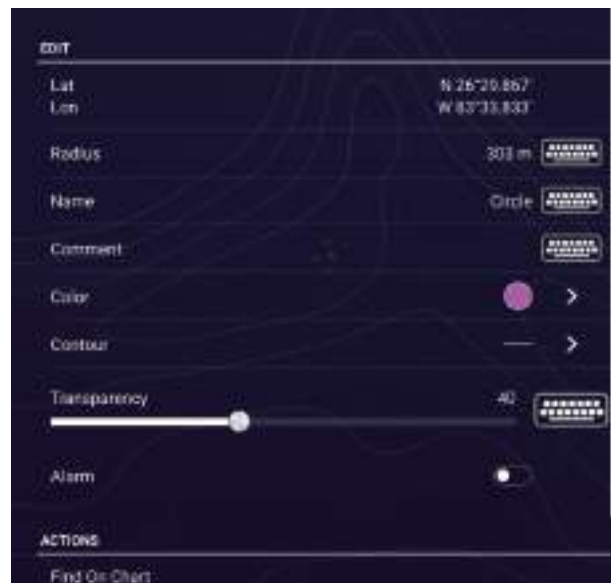 EDIT
Lat N 26°29.867'
Lon W 83°33.833'
Radius 303 m
Name Circle
Comment
Color
Contour
Transparency 40
Alarm
ACTIONS
Find On Chart